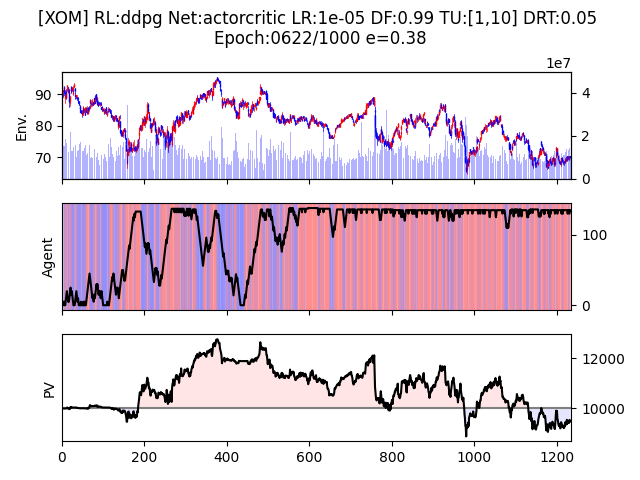 [XOM] RL:ddpg Net:actorcritic LR:1e-05 DF:0.99 TU:[1,10] DRT:0.05
Epoch:0622/1000 e=0.38
1e7
Env.
90
80
70
4
2
0
Agent
100
0
PV
12000
10000
0 200 400 600 800 1000 1200